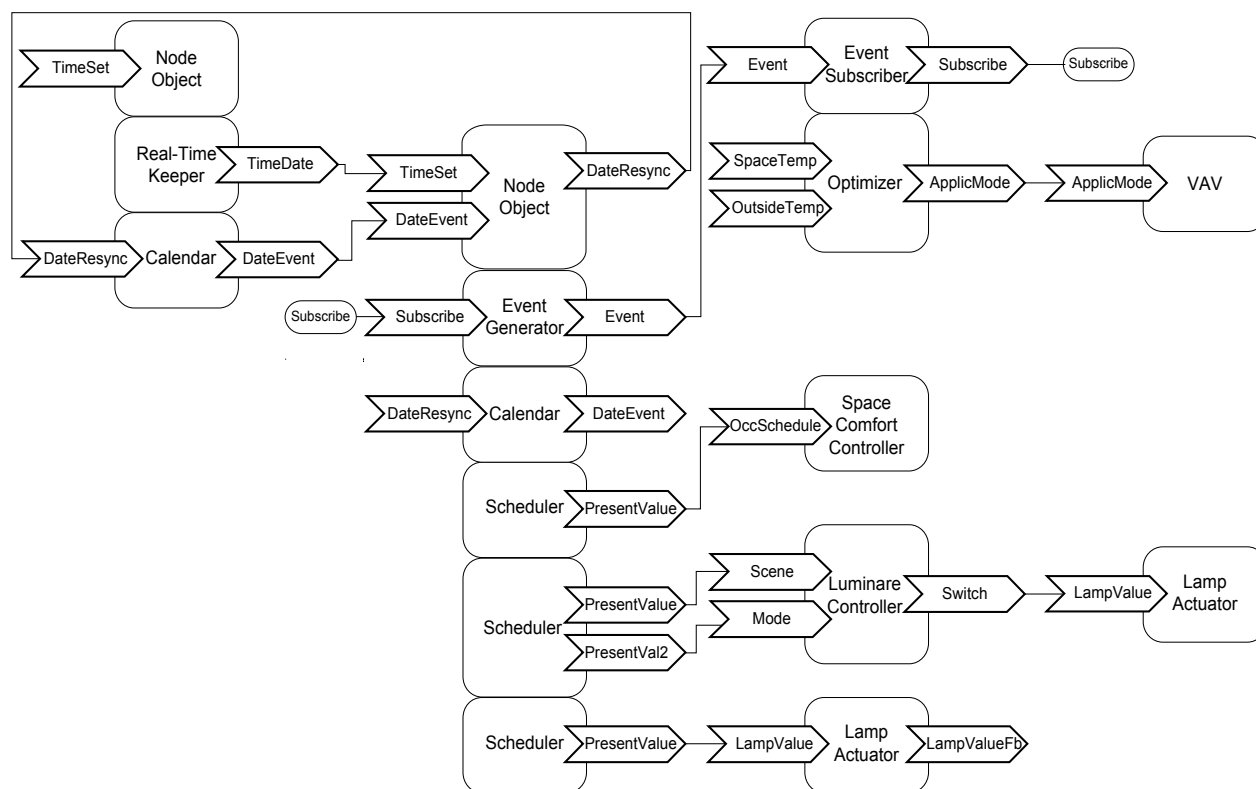 Node
Object
TimeSet
Real-Time
Keeper
TimeDate
DateResync
Calendar
DateEvent
TimeSet
DateEvent
Node
Object
DateResync
Subscribe
Subscribe
Event
Generator
Event
DateResync
Calendar
DateEvent
Scheduler
PresentValue
Scheduler
PresentValue
PresentVal2
Scheduler
PresentValue
Event
Event
Subscriber
Subscribe
Subscribe
SpaceTemp
OutsideTemp
Optimizer
ApplicMode
ApplicMode
VAV
OccSchedule
Space
Comfort
Controller
Scene
Mode
Luminare
Controller
Switch
LampValue
Lamp
Actuator
LampValue
Lamp
Actuator
LampValueFb